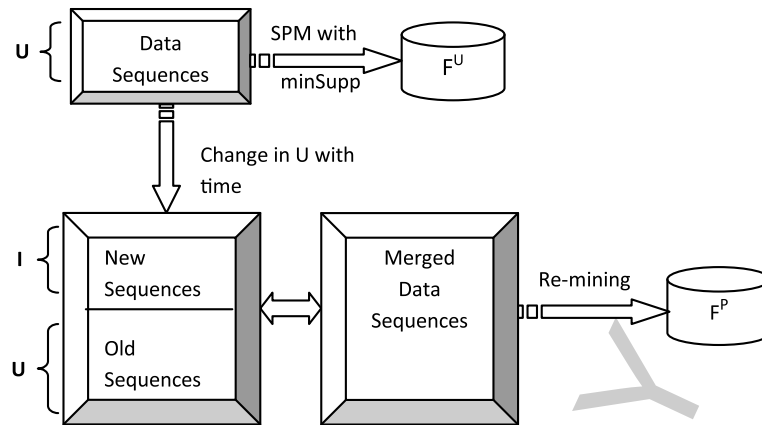 U
Data
Sequences
SPM with
minSupp
F^U
Change in U with
time
I
New
Sequences
U
Old
Sequences
Merged
Data
Sequences
Re-mining
F^P